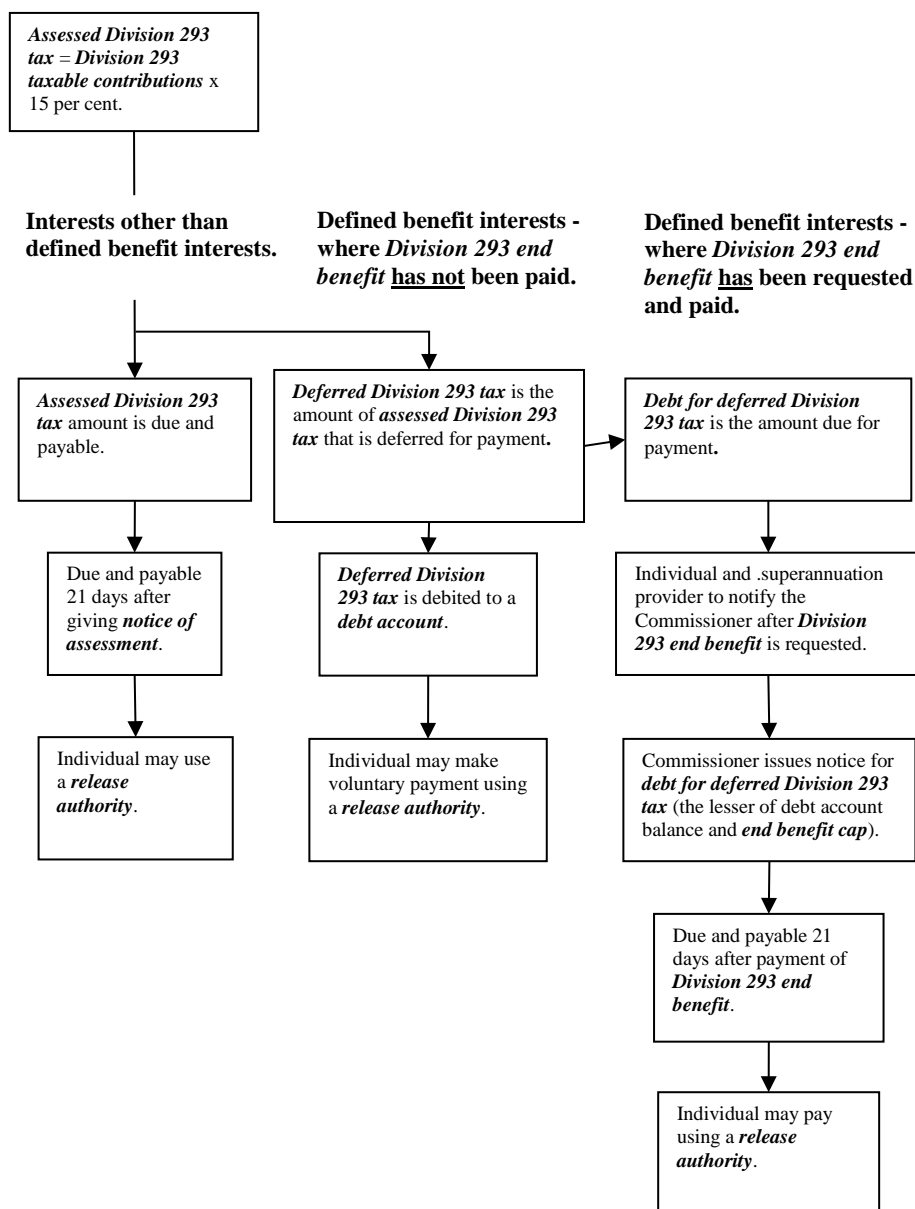 Assessed Division 293
tax = Division 293
taxable contributions x
15 per cent.
Interests other than
defined benefit interests.
Defined benefit interests -
where Division 293 end
benefit has not been paid.
Defined benefit interests -
where Division 293 end
benefit has been requested
and paid.
Assessed Division 293
tax amount is due and
payable.
Deferred Division 293 tax is the
amount of assessed Division 293
tax that is deferred for payment.
Debt for deferred Division
293 tax is the amount due for
payment.
Due and payable
21 days after
giving notice of
assessment.
Deferred Division
293 tax is debited to a
debt account.
Individual and .superannuation
provider to notify the
Commissioner after Division
293 end benefit is requested.
Individual may use
a release
authority.
Individual may make
voluntary payment using
a release authority.
Commissioner issues notice for
debt for deferred Division 293
tax (the lesser of debt account
balance and end benefit cap).
Due and payable 21
days after payment of
Division 293 end
benefit.
Individual may pay
using a release
authority.